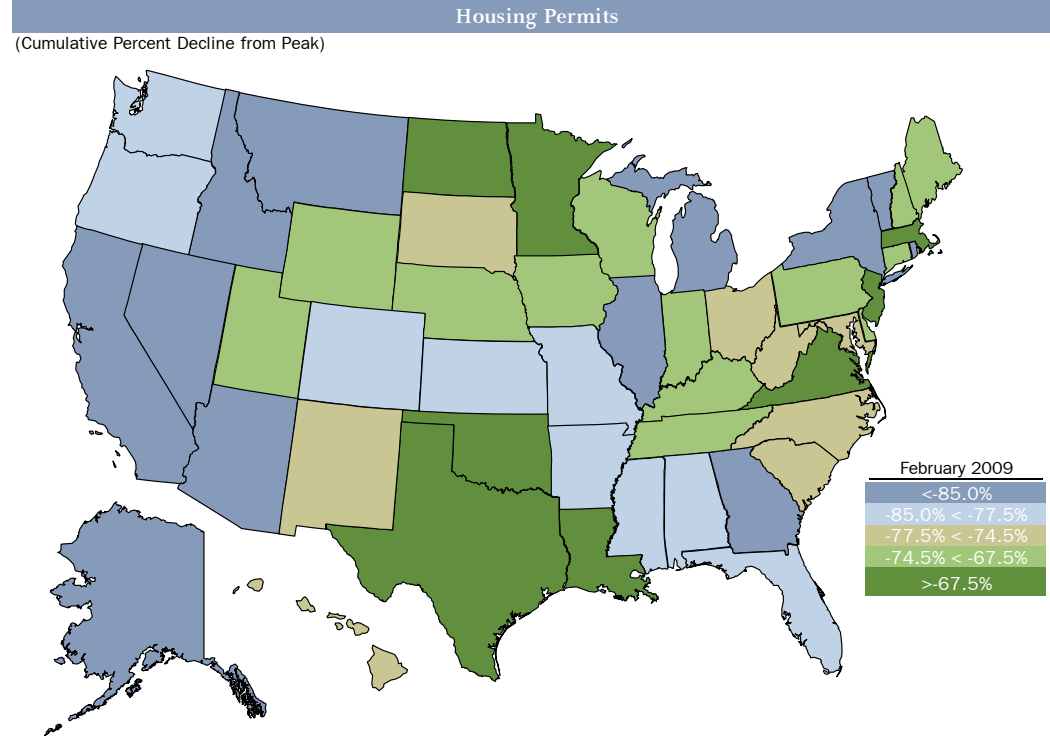 Housing Permits
(Cumulative Percent Decline from Peak)
February 2009
<-85.0%
-85.0% < -77.5%
-77.5% < -74.5%
-74.5% < -67.5%
>-67.5%